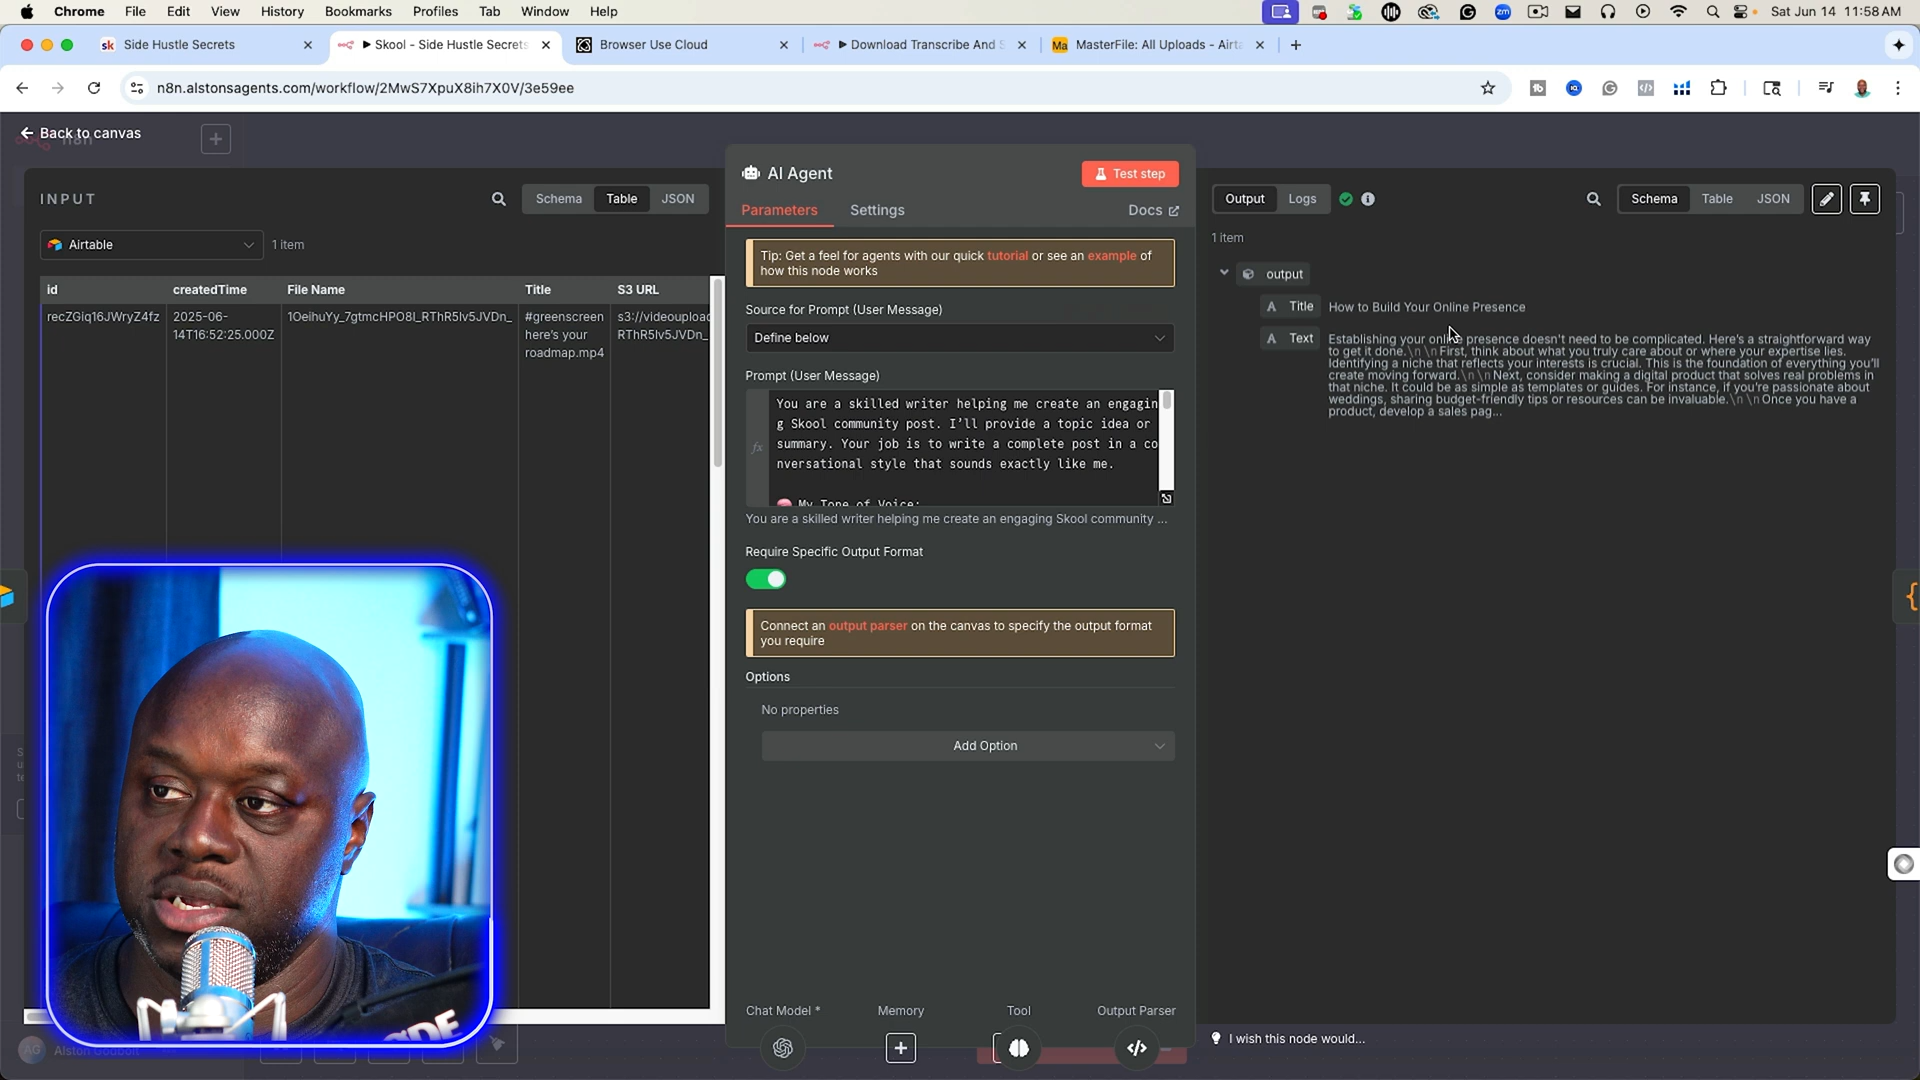 Chrome File Edit View History Bookmarks Profiles Tab Window Help
Sat Jun 14 11:58 AM
Side Hustle Secrets
Skool - Side Hustle Secrets
Browser Use Cloud
Download Transcribe And S
MasterFile: All Uploads - Airta
n8n.alstonsagents.com/workflow/2MwS7XpuX8ih7X0V/3e59ee
Back to canvas
n8n
INPUT
Schema Table JSON
Airtable
1 item
id createdTime File Name Title S3 URL
recZGiq16JWryZ4fz 2025-06- 1OeihuYy_7gtmcHPO8I_RThR5Iv5JVDn_ #greenscreen s3://videoupload
14T16:52:25.000Z here's your RThR5Iv5JVDn_
roadmap.mp4
AI Agent
Test step
Parameters Settings Docs
Tip: Get a feel for agents with our quick tutorial or see an example of
how this node works
Source for Prompt (User Message)
Define below
Prompt (User Message)
fx
You are a skilled writer helping me create an engagin
g Skool community post. I'll provide a topic idea or
summary. Your job is to write a complete post in a co
nversational style that sounds exactly like me.
🧠 My Tone of Voice:
You are a skilled writer helping me create an engaging Skool community ...
Require Specific Output Format
Connect an output parser on the canvas to specify the output format
you require
Options
No properties
Add Option
Chat Model * Memory Tool Output Parser
Output Logs
Schema Table JSON
1 item
output
A Title How to Build Your Online Presence
A Text Establishing your online presence doesn't need to be complicated. Here's a straightforward way
to get it done.\n\nFirst, think about what you truly care about or where your expertise lies.
Identifying a niche that reflects your interests is crucial. This is the foundation of everything you'll
create moving forward.\n\nNext, consider making a digital product that solves real problems in
that niche. It could be as simple as templates or guides. For instance, if you're passionate about
weddings, sharing budget-friendly tips or resources can be invaluable.\n\nOnce you have a
product, develop a sales pag...
I wish this node would...
AG